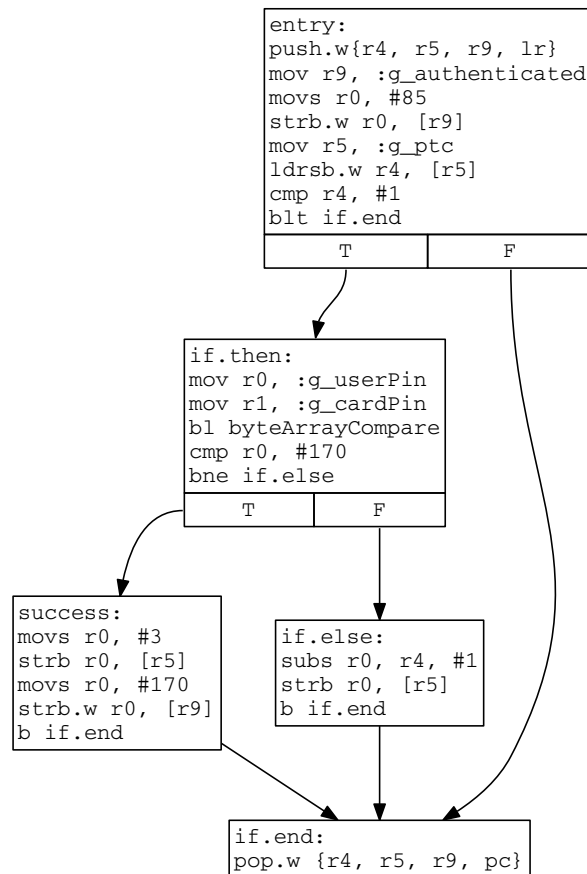 entry:
push.w{r4, r5, r9, lr}
mov r9, :g_authenticated
movs r0, #85
strb.w r0, [r9]
mov r5, :g_ptc
ldrsb.w r4, [r5]
cmp r4, #1
blt if.end
T F
if.then:
mov r0, :g_userPin
mov r1, :g_cardPin
bl byteArrayCompare
cmp r0, #170
bne if.else
T F
success:
movs r0, #3
strb r0, [r5]
movs r0, #170
strb.w r0, [r9]
b if.end
if.else:
subs r0, r4, #1
strb r0, [r5]
b if.end
if.end:
pop.w {r4, r5, r9, pc}